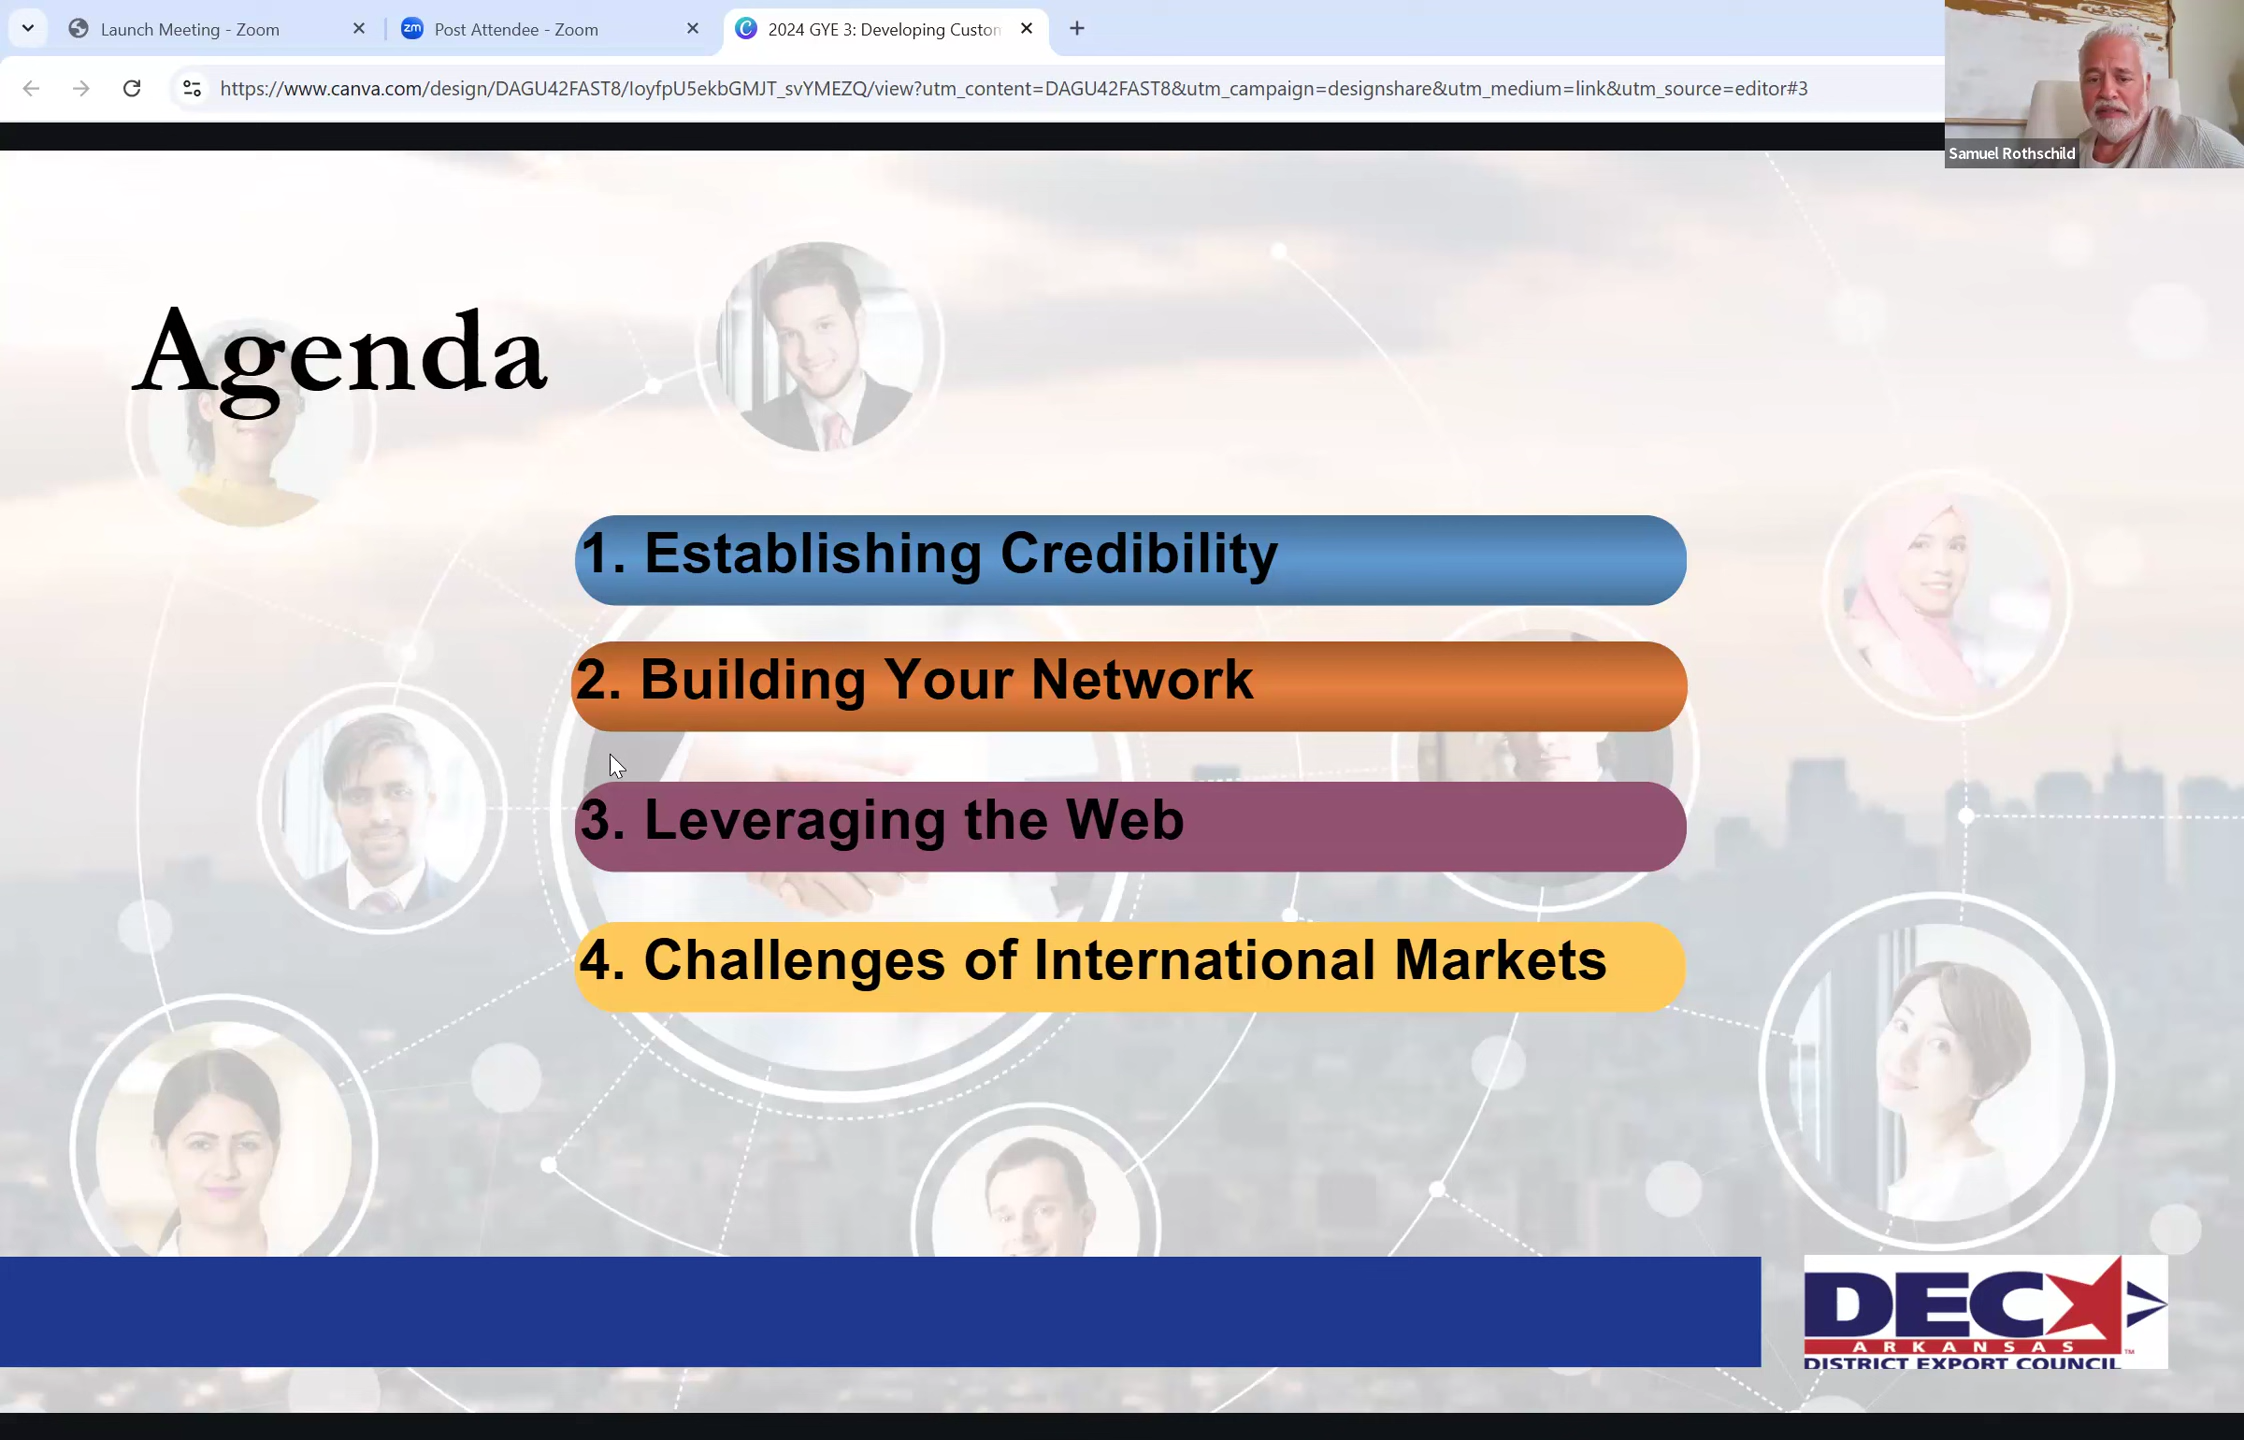 Launch Meeting - Zoom
zm
Post Attendee - Zoom
2024 GYE 3: Developing Custon
https://www.canva.com/design/DAGU42FAST8/IoyfpU5ekbGMJT_svYMEZQ/view?utm_content=DAGU42FAST8&utm_campaign=designshare&utm_medium=link&utm_source=editor#3
Samuel Rothschild
Agenda
1. Establishing Credibility
2. Building Your Network
3. Leveraging the Web
4. Challenges of International Markets
DEC
ARKANSAS
TM
DISTRICT EXPORT COUNCIL